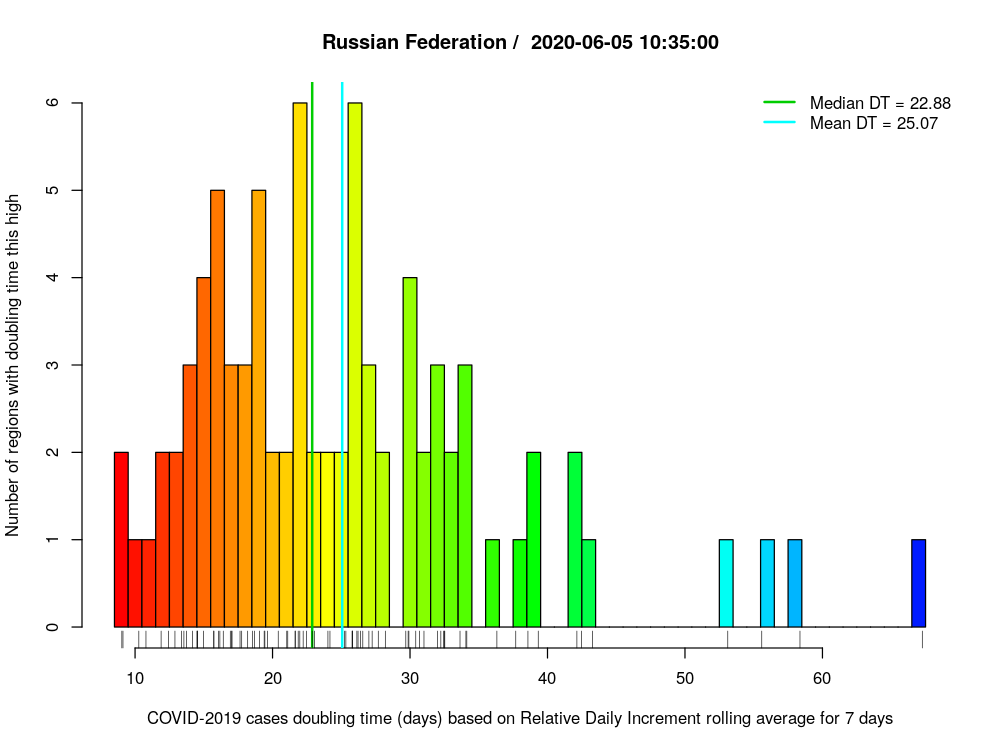 Russian Federation /  2020-06-05 10:35:00
Median DT = 22.88
Mean DT = 25.07
Number of regions with doubling time this high
6
5
4
3
2
1
0
10 20 30 40 50 60
COVID-2019 cases doubling time (days) based on Relative Daily Increment rolling average for 7 days